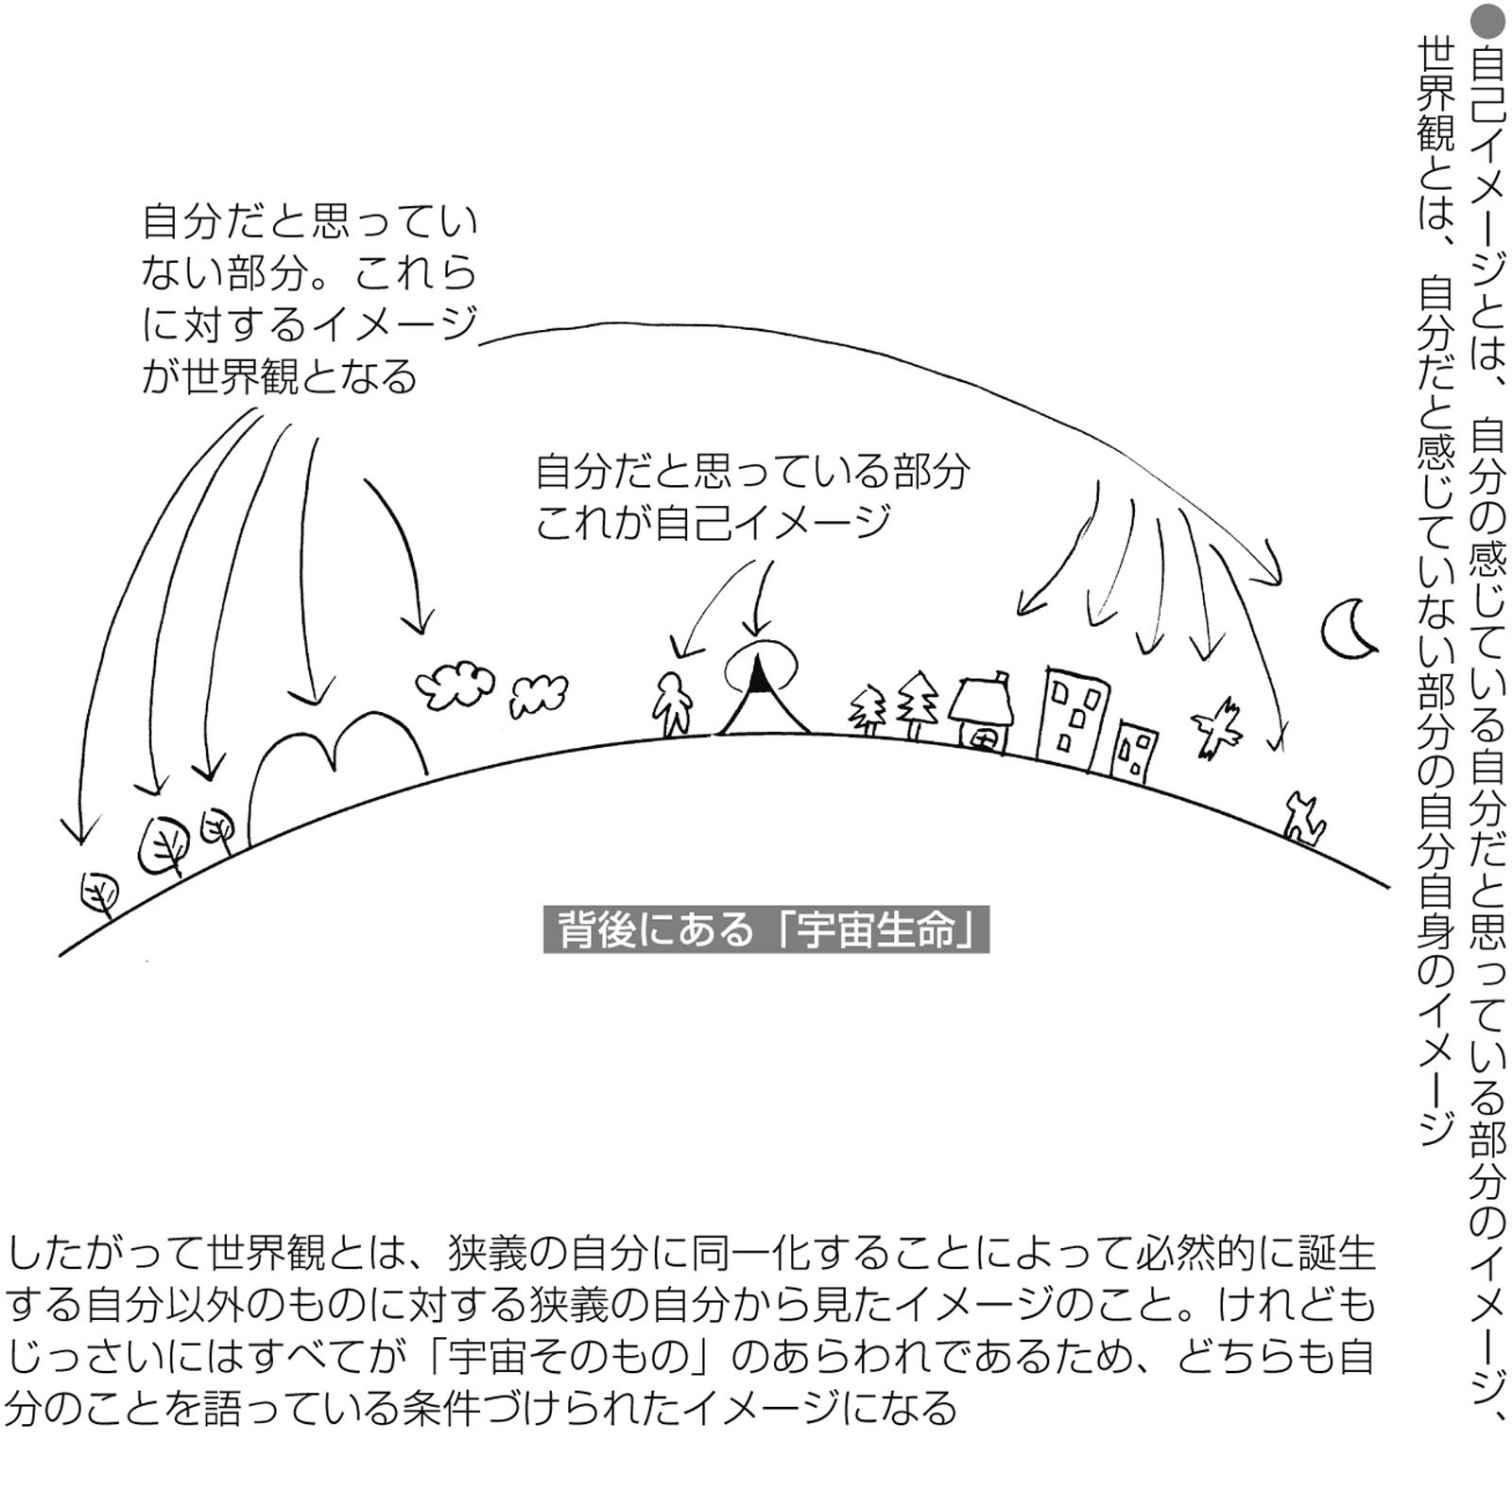 ●自己イメージとは、自分の感じている自分だと思っている部分のイメージ、
世界観とは、自分だと感じていない部分の自分自身のイメージ
自分だと思ってい
ない部分。これら
に対するイメージ
が世界観となる
自分だと思っている部分
これが自己イメージ
背後にある「宇宙生命」
したがって世界観とは、狭義の自分に同一化することによって必然的に誕生
する自分以外のものに対する狭義の自分から見たイメージのこと。けれども
じっさいにはすべてが「宇宙そのもの」のあらわれであるため、どちらも自
分のことを語っている条件づけられたイメージになる